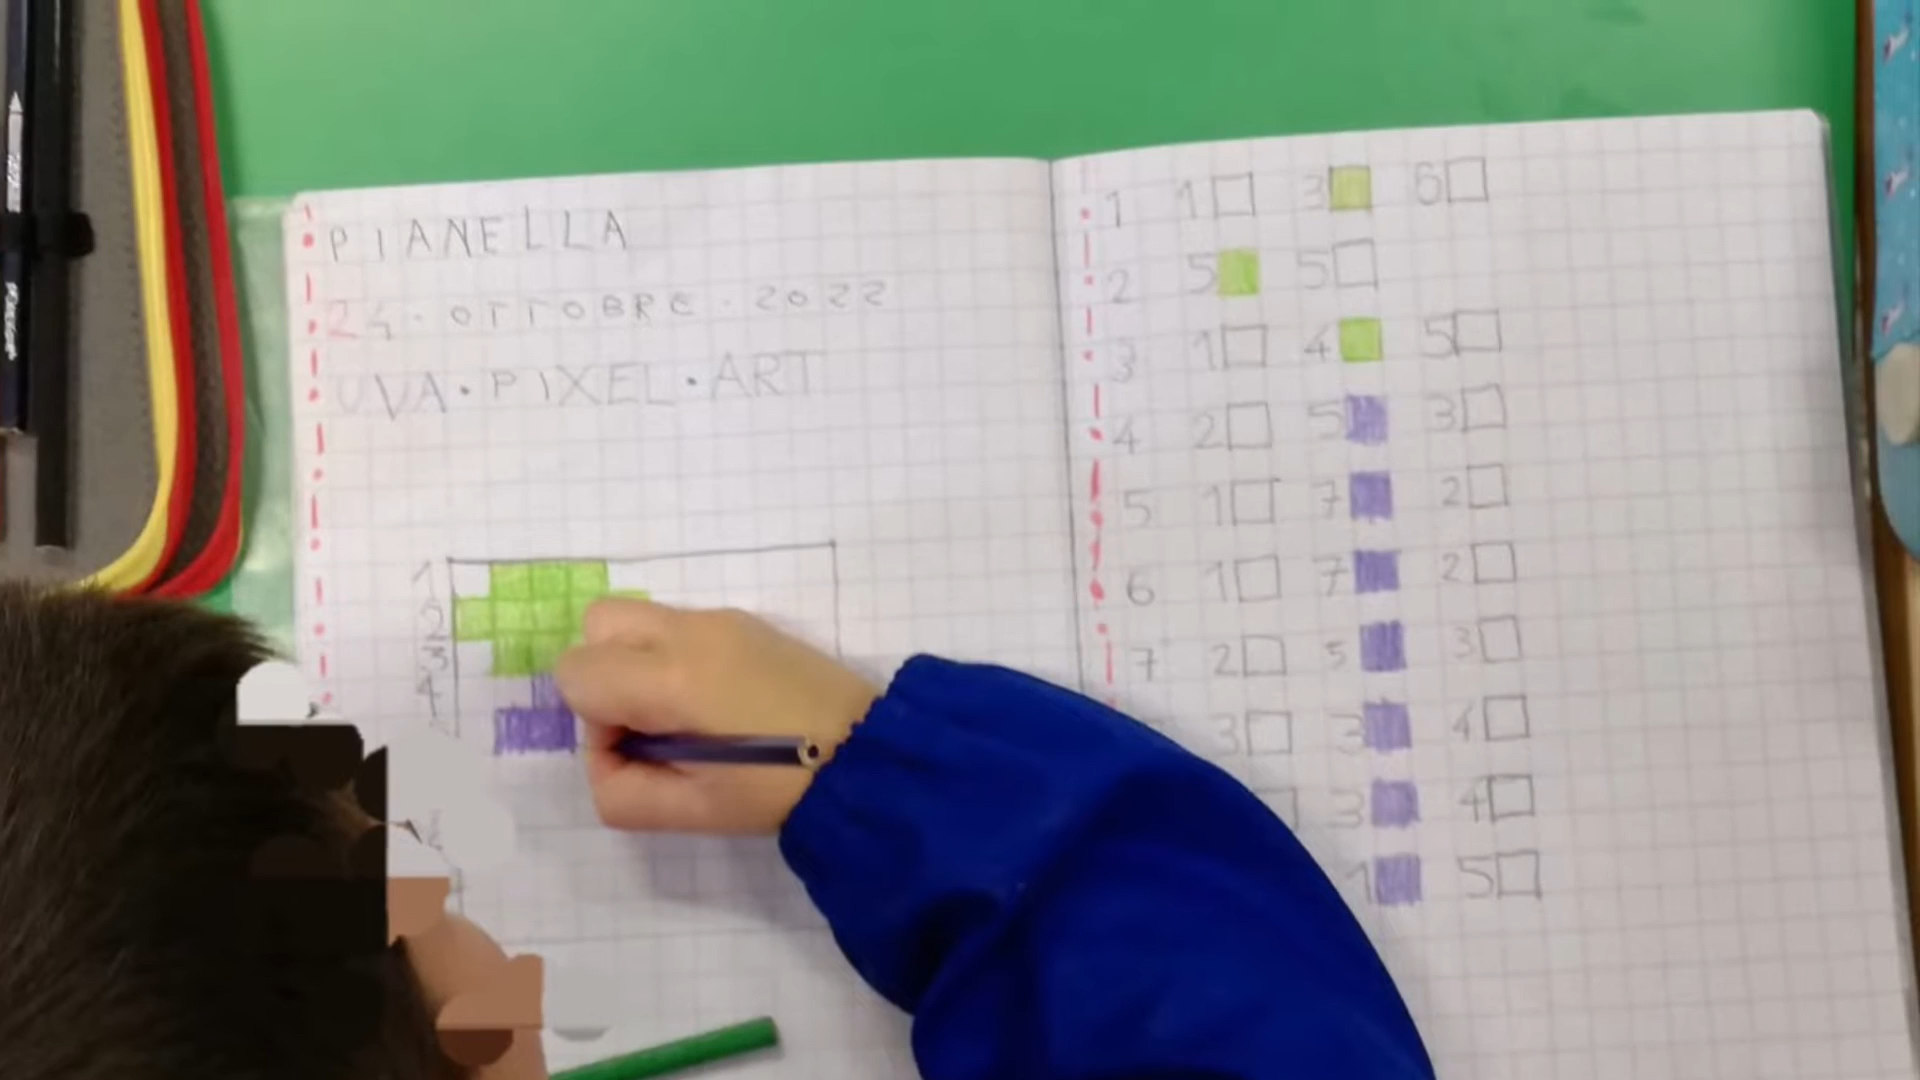 PIANELLA
24.OTTOBRE.2022
UVA.PIXEL.ART
1
2
3
4
1 1 3 6
2 5 5
3 1 4 5
4 2 5 3
5 1 7 2
6 1 7 2
7 2 5 3
3 3 4
3 4
1 5